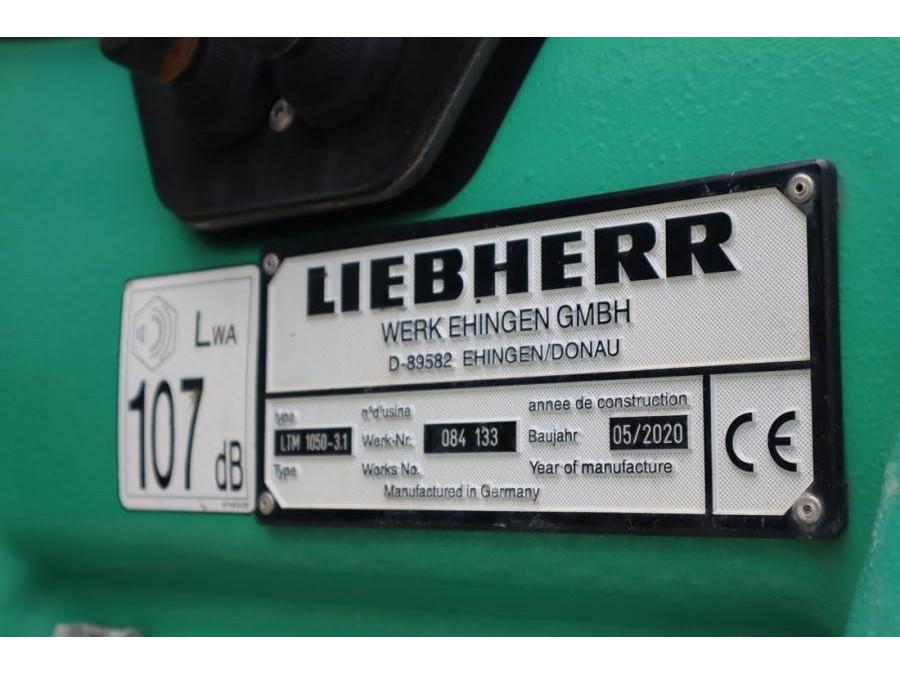 LWA
107
dB
LIEBHERR
WERK EHINGEN GMBH
D-89582 EHINGEN/DONAU
type n°d'usine annee de construction
LTM 1050-3.1 Werk-Nr. 084 133 Baujahr 05/2020
Type Works No. Year of manufacture
Manufactured in Germany
CE